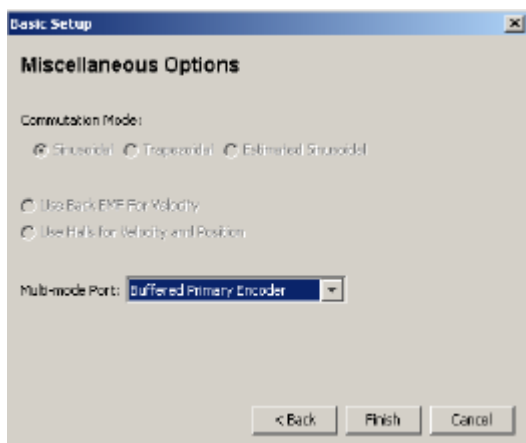 Basic Setup
Miscellaneous Options
Commutation Mode:
Sinusoidal Trapezoidal Estimated Sinusoidal
Use Back EMF For Velocity
Use Halls for Velocity and Position
Multi-mode Port: Buffered Primary Encoder
< Back Finish Cancel